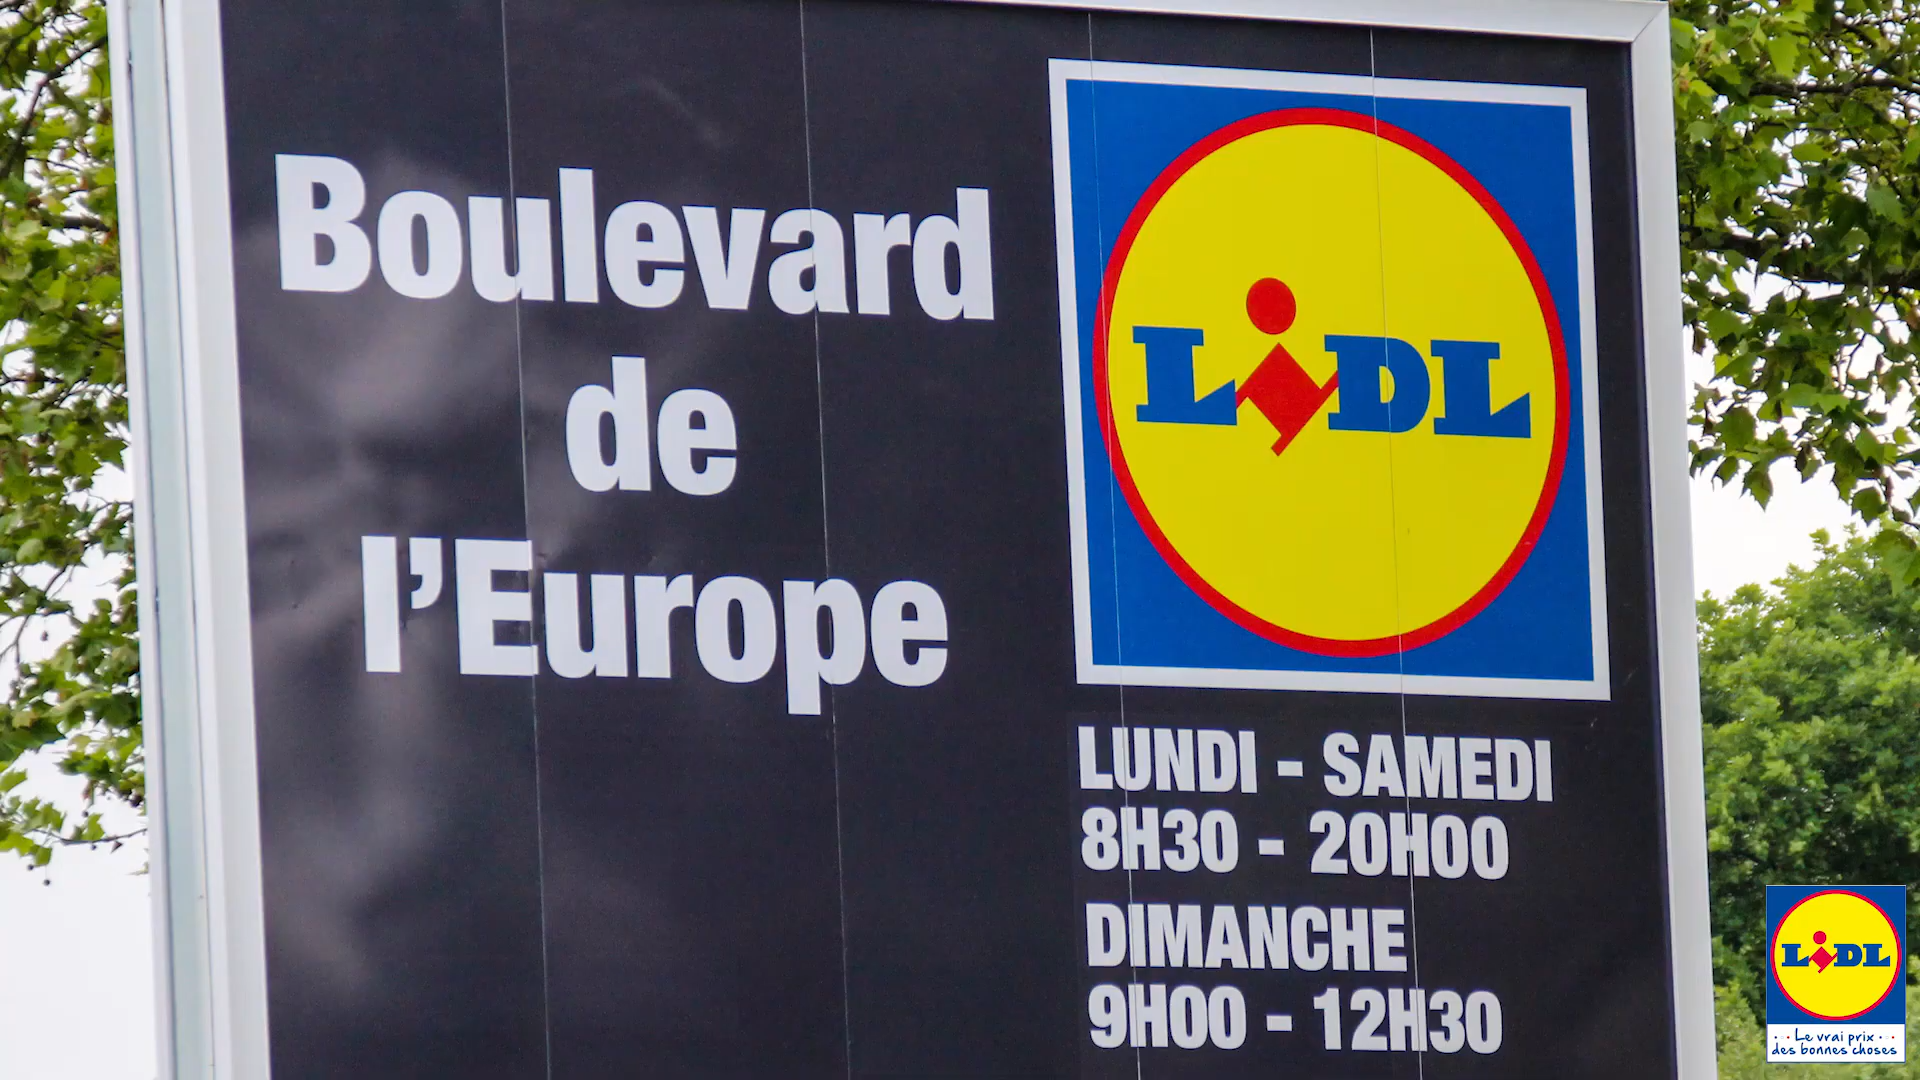 Boulevard
de
l'Europe
LiDL
LUNDI - SAMEDI
8H30 - 20H00
DIMANCHE
9H00 - 12H30
LiDL
Le vrai prix
des bonnes choses